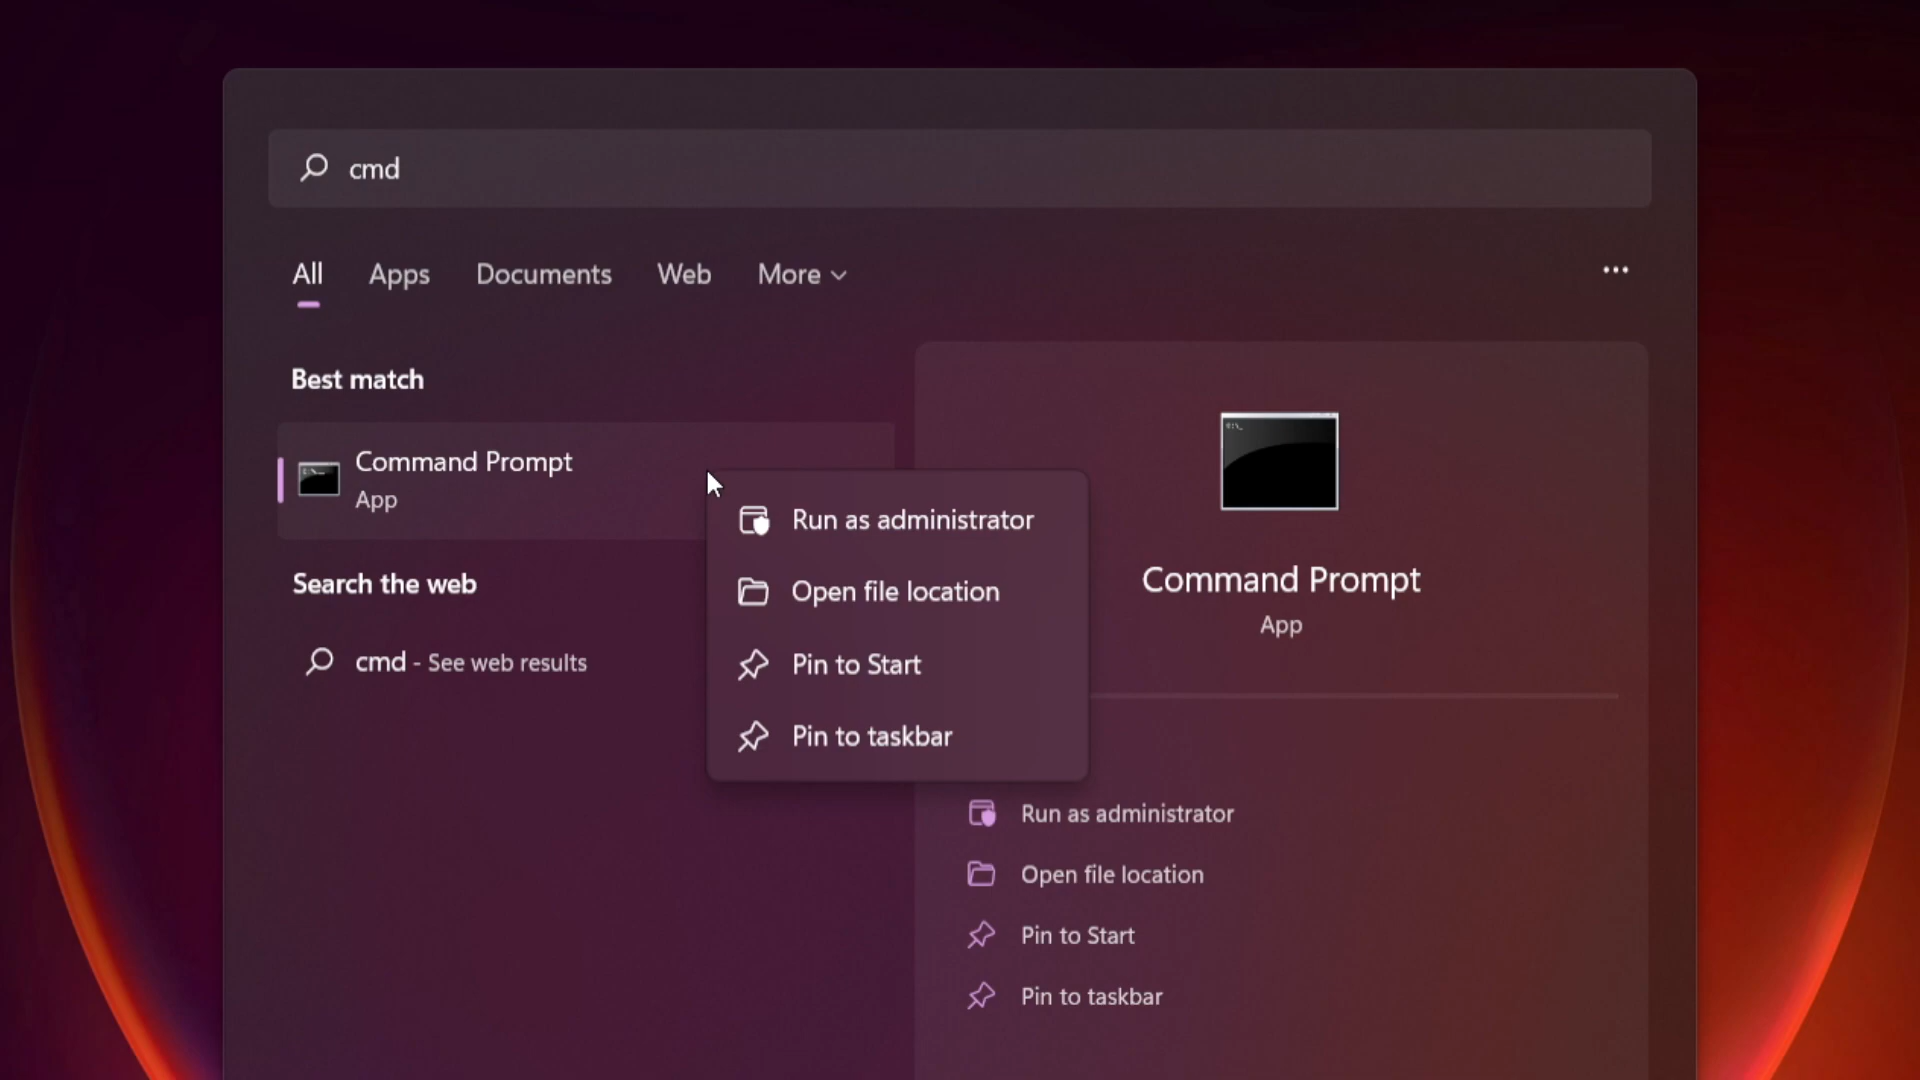 cmd
All Apps Documents Web More
Best match
Command Prompt
App
Search the web
cmd - See web results
Run as administrator
Open file location
Pin to Start
Pin to taskbar
Command Prompt
App
Run as administrator
Open file location
Pin to Start
Pin to taskbar